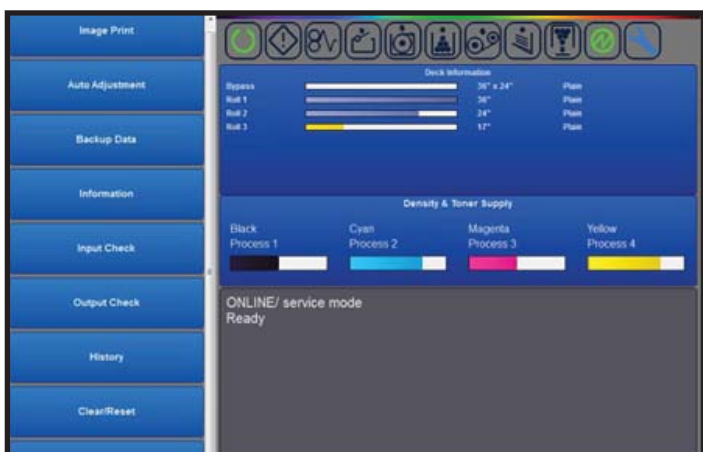 Image Print
Auto Adjustment
Backup Data
Information
Input Check
Output Check
History
Clear/Reset
Deck Information
Bypass 36" x 24" Plain
Roll 1 36" Plain
Roll 2 24" Plain
Roll 3 17" Plain
Density & Toner Supply
Black Cyan Magenta Yellow
Process 1 Process 2 Process 3 Process 4
ONLINE/ service mode
Ready